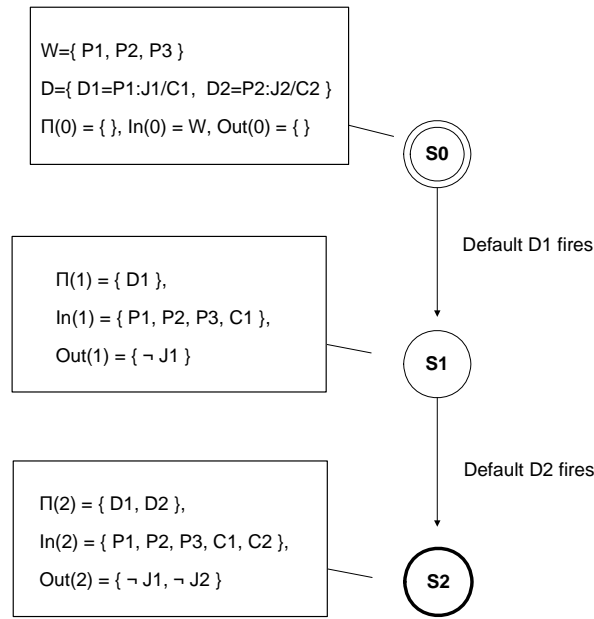 W={ P1, P2, P3 }
D={ D1=P1:J1/C1, D2=P2:J2/C2 }
Π(0) = { }, In(0) = W, Out(0) = { }
S0
Default D1 fires
Π(1) = { D1 },
In(1) = { P1, P2, P3, C1 },
Out(1) = { ¬ J1 }
S1
Default D2 fires
Π(2) = { D1, D2 },
In(2) = { P1, P2, P3, C1, C2 },
Out(2) = { ¬ J1, ¬ J2 }
S2